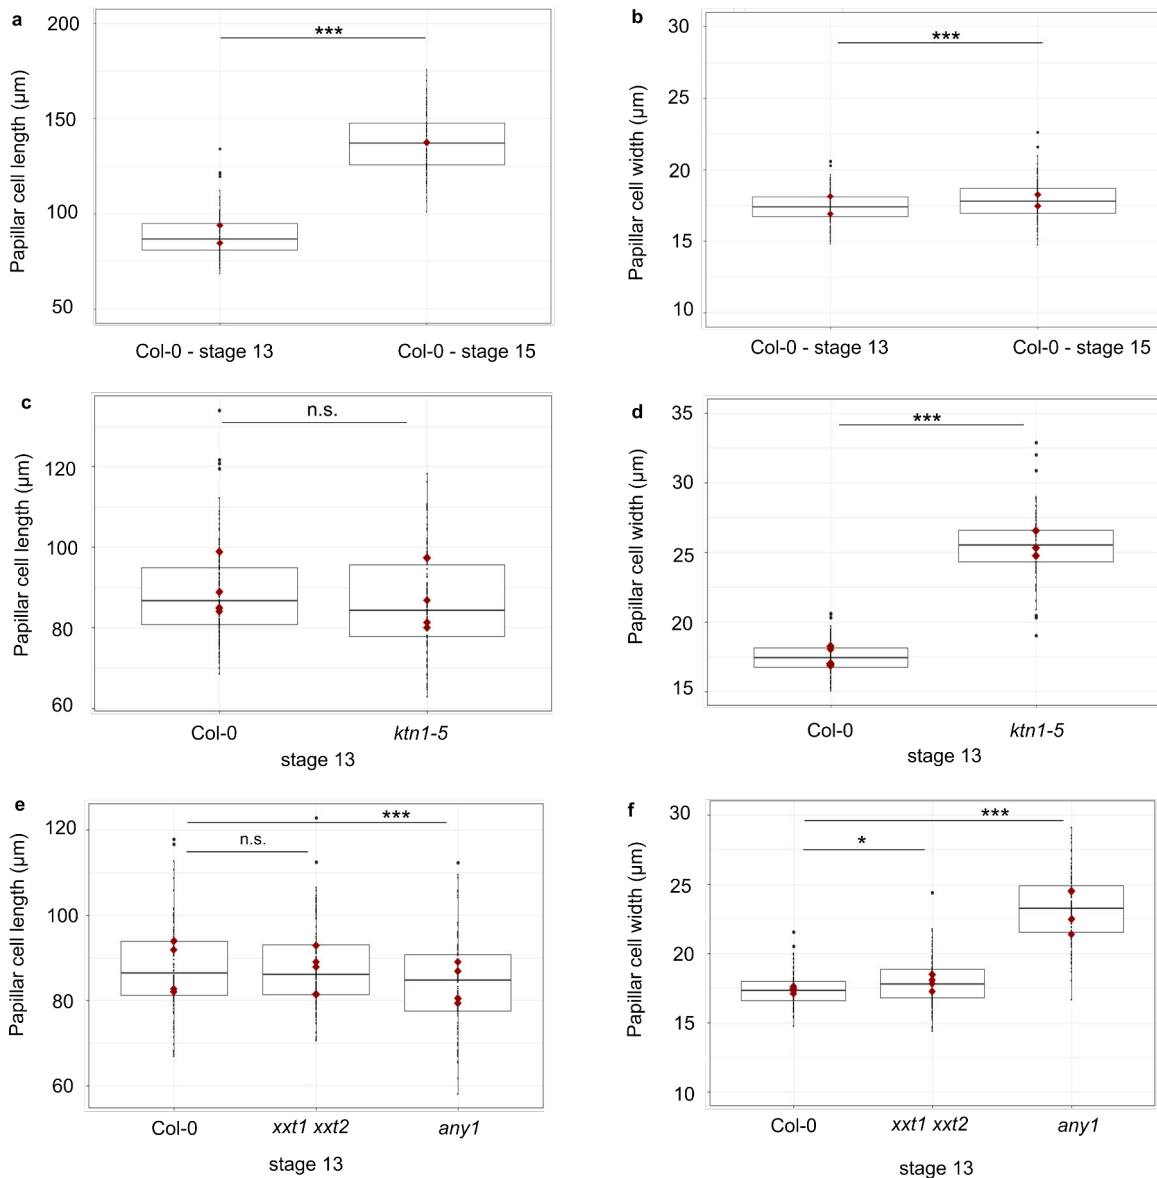 a
200
150
100
50
Papillar cell length (µm)
***
Col-0 - stage 13
Col-0 - stage 15
b
30
25
20
15
10
Papillar cell width (µm)
***
Col-0 - stage 13
Col-0 - stage 15
c
120
100
80
60
Papillar cell length (µm)
n.s.
Col-0
ktn1-5
stage 13
d
35
30
25
20
15
Papillar cell width (µm)
***
Col-0
ktn1-5
stage 13
e
120
100
80
60
Papillar cell length (µm)
***
n.s.
Col-0
xxt1 xxt2
any1
stage 13
f
30
25
20
15
10
Papillar cell width (µm)
***
*
Col-0
xxt1 xxt2
any1
stage 13